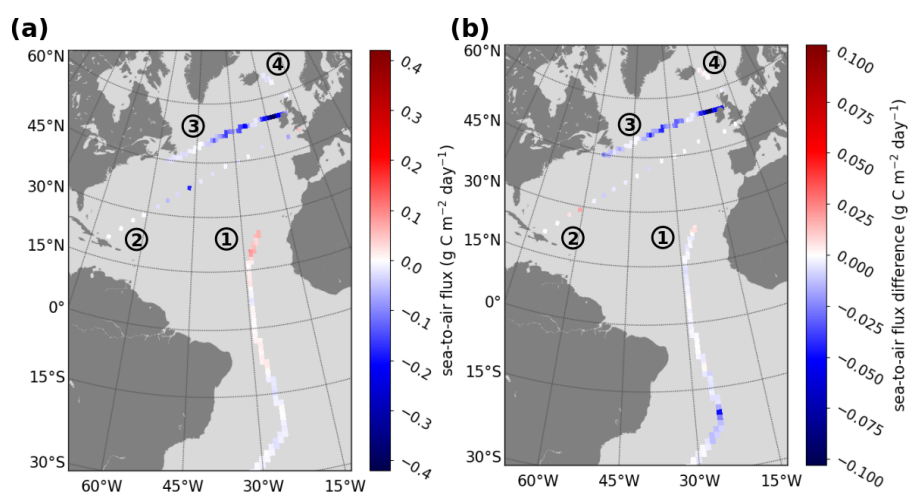 (a)
60°N
45°N
30°N
15°N
0°
15°S
30°S
60°W
45°W
30°W
15°W
①
②
③
④
0.4
0.3
0.2
0.1
0.0
−0.1
−0.2
−0.3
−0.4
sea-to-air flux (g C m⁻² day⁻¹)
(b)
60°N
45°N
30°N
15°N
0°
15°S
30°S
60°W
45°W
30°W
15°W
①
②
③
④
0.100
0.075
0.050
0.025
0.000
−0.025
−0.050
−0.075
−0.100
sea-to-air flux difference (g C m⁻² day⁻¹)